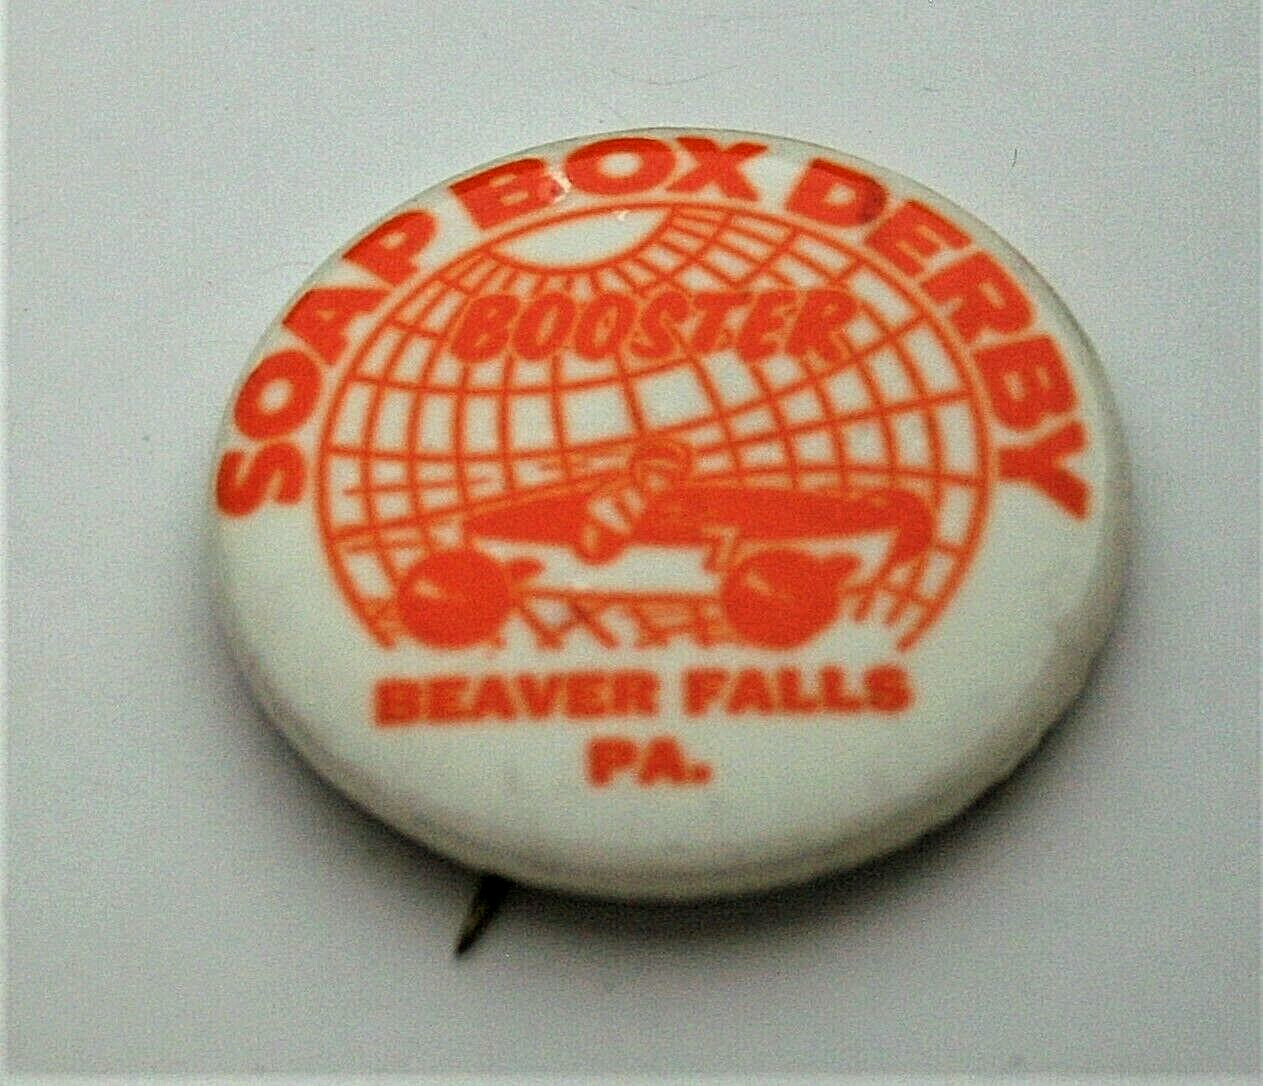 SOAP BOX DERBY
BOOSTER
BEAVER FALLS
PA.